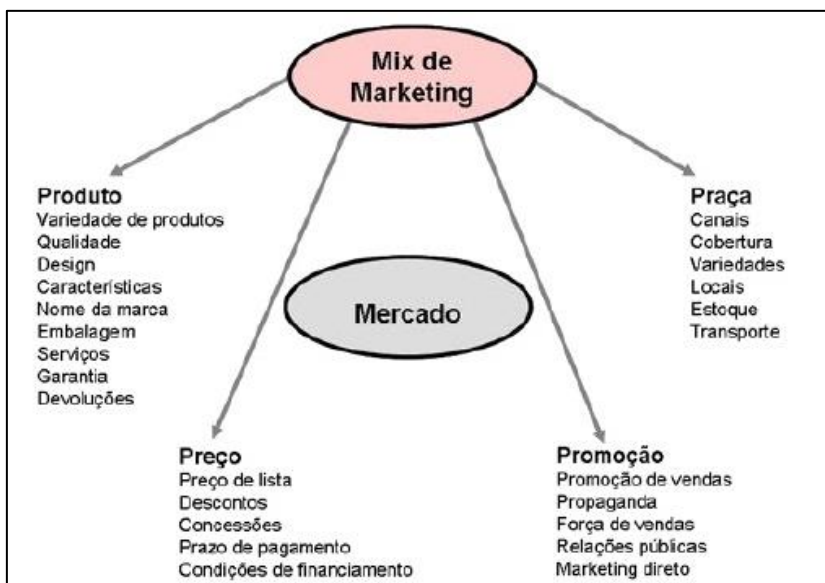 Mix de
Marketing
Produto
Variedade de produtos
Qualidade
Design
Características
Nome da marca
Embalagem
Serviços
Garantia
Devoluções
Mercado
Praça
Canais
Cobertura
Variedades
Locais
Estoque
Transporte
Preço
Preço de lista
Descontos
Concessões
Prazo de pagamento
Condições de financiamento
Promoção
Promoção de vendas
Propaganda
Força de vendas
Relações públicas
Marketing direto